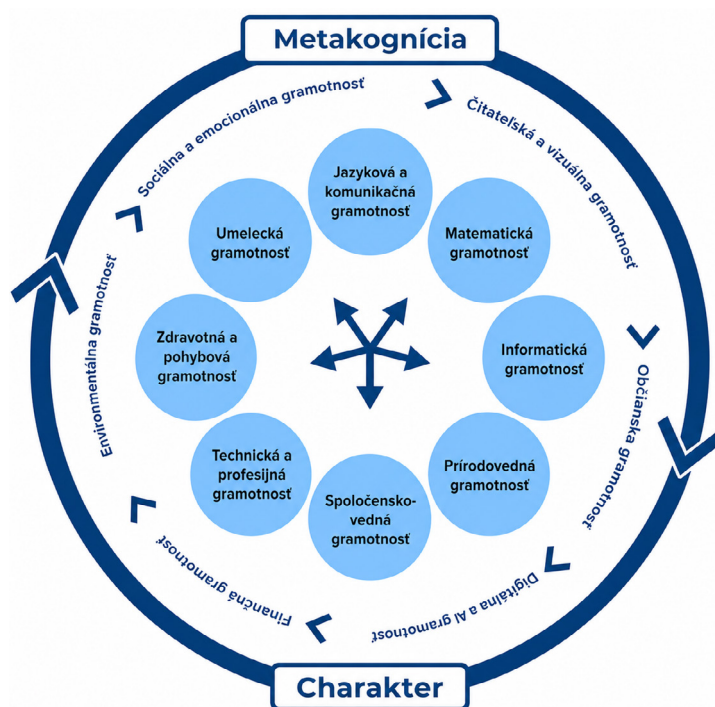 Metakognícia
Sociálna a emocionálna gramotnosť
Čitateľská a vizuálna gramotnosť
Občianska gramotnosť
Digitálna a AI gramotnosť
Finančná gramotnosť
Environmentálna gramotnosť
Jazyková a
komunikačná
gramotnosť
Matematická
gramotnosť
Informatická
gramotnosť
Prírodovedná
gramotnosť
Spoločensko-
vedná
gramotnosť
Technická a
profesijná
gramotnosť
Zdravotná a
pohybová
gramotnosť
Umelecká
gramotnosť
Charakter